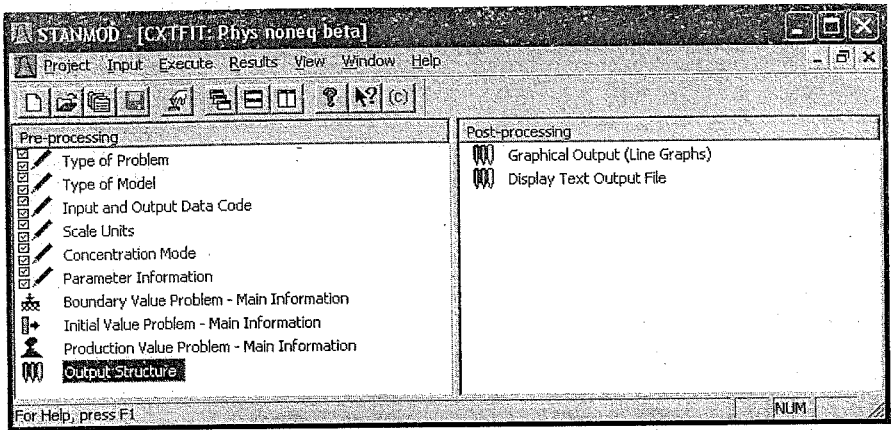 STANMOD - [CXTFIT: Phys noneq beta]
Project Input Execute Results View Window Help
Pre-processing
Type of Problem
Type of Model
Input and Output Data Code
Scale Units
Concentration Mode
Parameter Information
Boundary Value Problem - Main Information
Initial Value Problem - Main Information
Production Value Problem - Main Information
Output Structure
Post-processing
Graphical Output (Line Graphs)
Display Text Output File
For Help, press F1
NUM